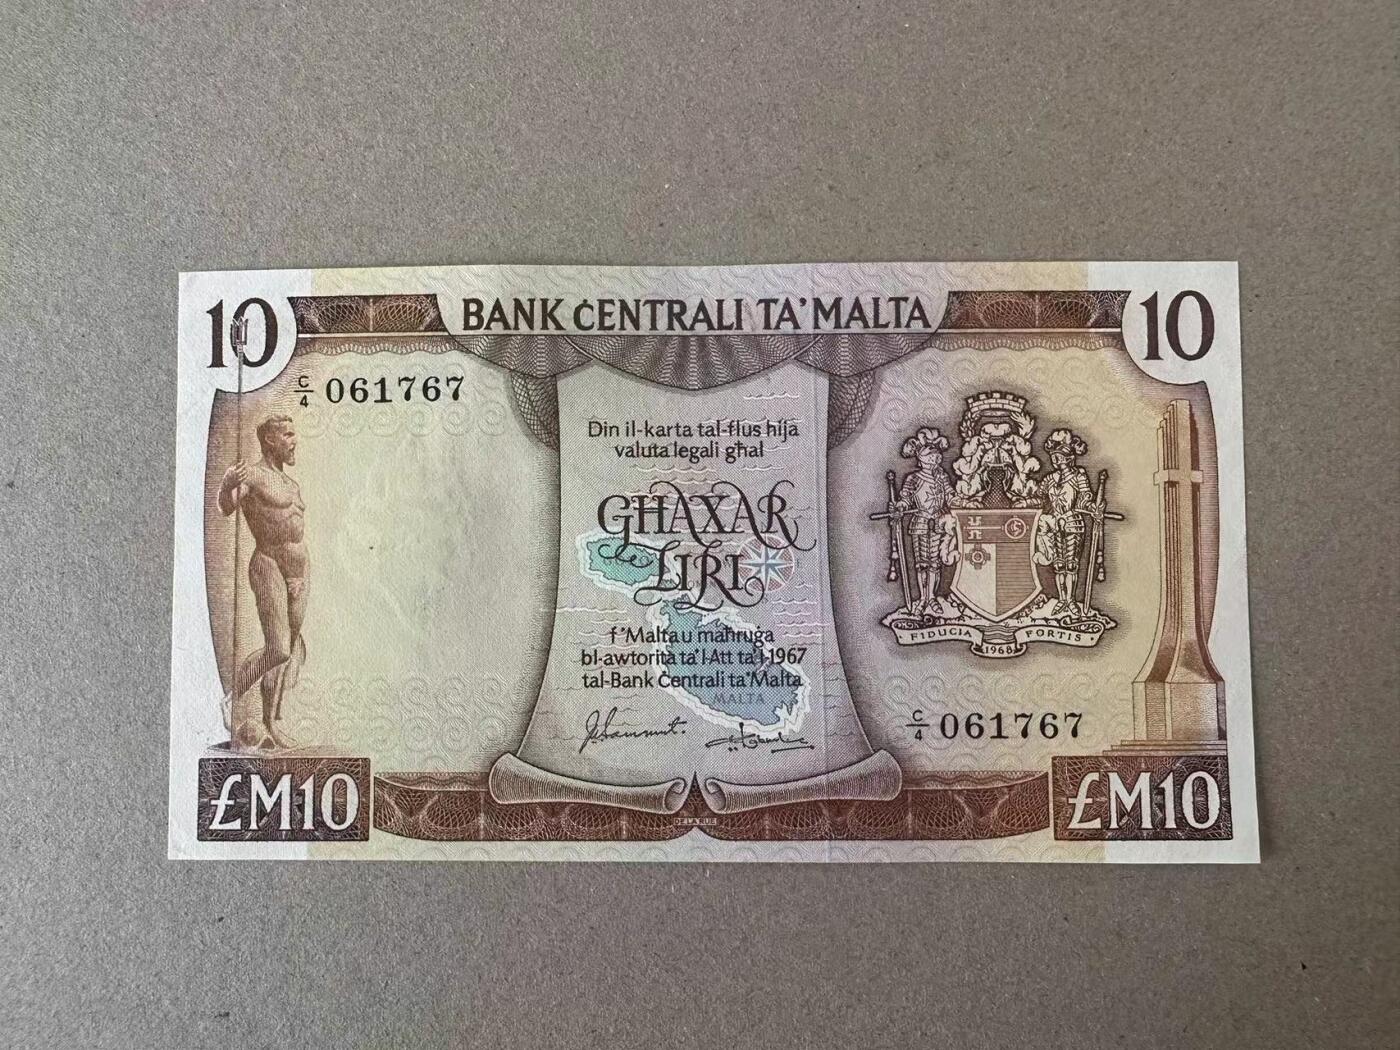 10
BANK ĊENTRALI TA' MALTA
10
C/4 061767
Din il-karta tal-flus hija
valuta legali għal
GĦAXAR
LIRI
f'Malta u maħruġa
bl-awtorità ta' l-Att ta' l-1967
tal-Bank Ċentrali ta' Malta
MALTA
FIDUCIA FORTIS
1968
C/4 061767
£M10
DE LA RUE
£M10